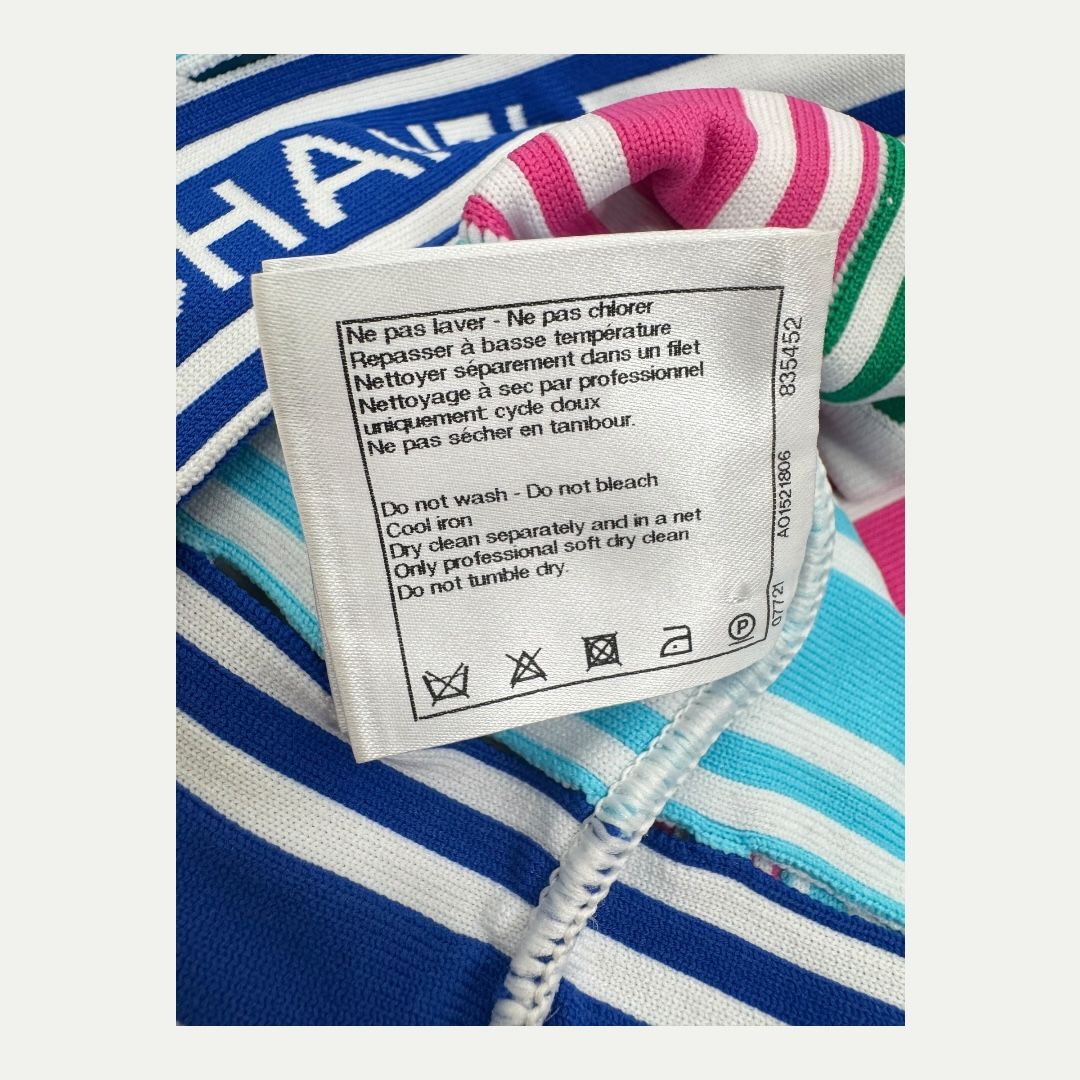 CHANEL
Ne pas laver - Ne pas chlorer
Repasser à basse température
Nettoyer séparement dans un filet
Nettoyage à sec par professionnel
uniquement cycle doux
Ne pas sécher en tambour.
Do not wash - Do not bleach
Cool iron
Dry clean separately and in a net
Only professional soft dry clean
Do not tumble dry.
P
07721 A01521806 835452